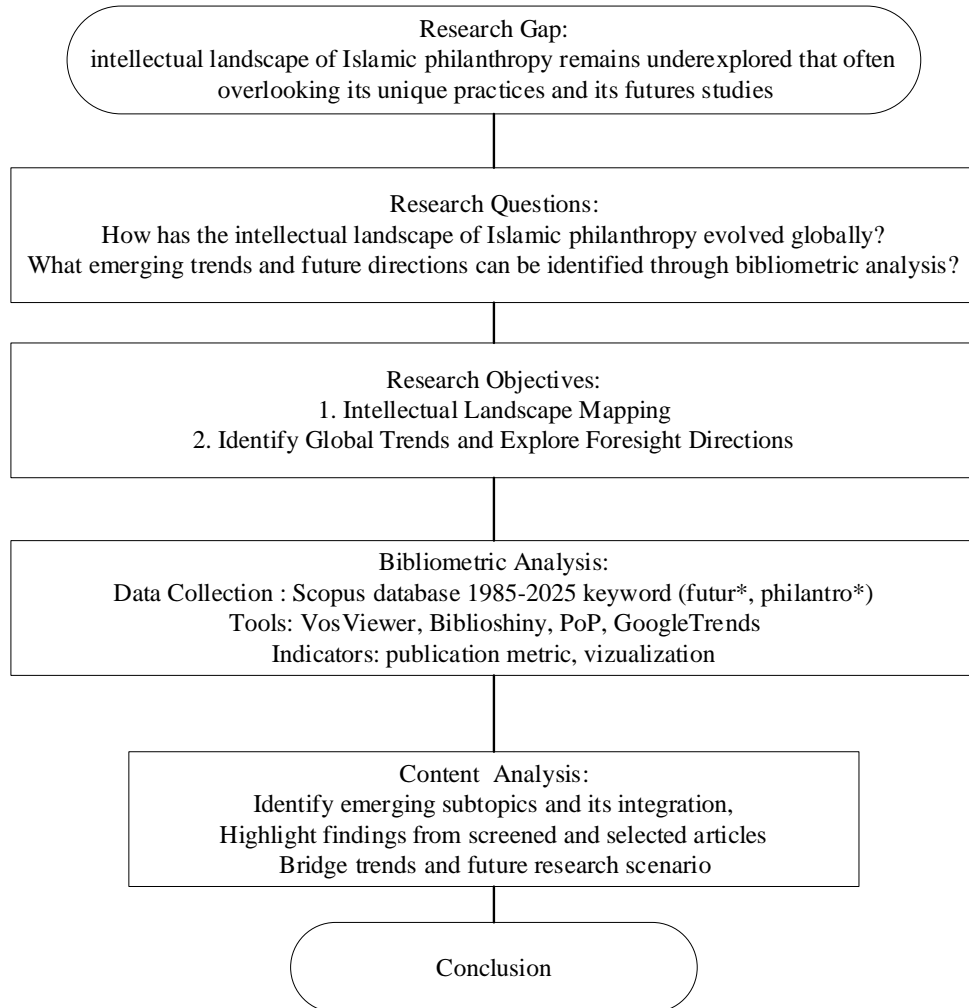 Research Gap:
intellectual landscape of Islamic philanthropy remains underexplored that often
overlooking its unique practices and its futures studies
Research Questions:
How has the intellectual landscape of Islamic philanthropy evolved globally?
What emerging trends and future directions can be identified through bibliometric analysis?
Research Objectives:
1. Intellectual Landscape Mapping
2. Identify Global Trends and Explore Foresight Directions
Bibliometric Analysis:
Data Collection : Scopus database 1985-2025 keyword (futur*, philantro*)
Tools: VosViewer, Biblioshiny, PoP, GoogleTrends
Indicators: publication metric, vizualization
Content Analysis:
Identify emerging subtopics and its integration,
Highlight findings from screened and selected articles
Bridge trends and future research scenario
Conclusion